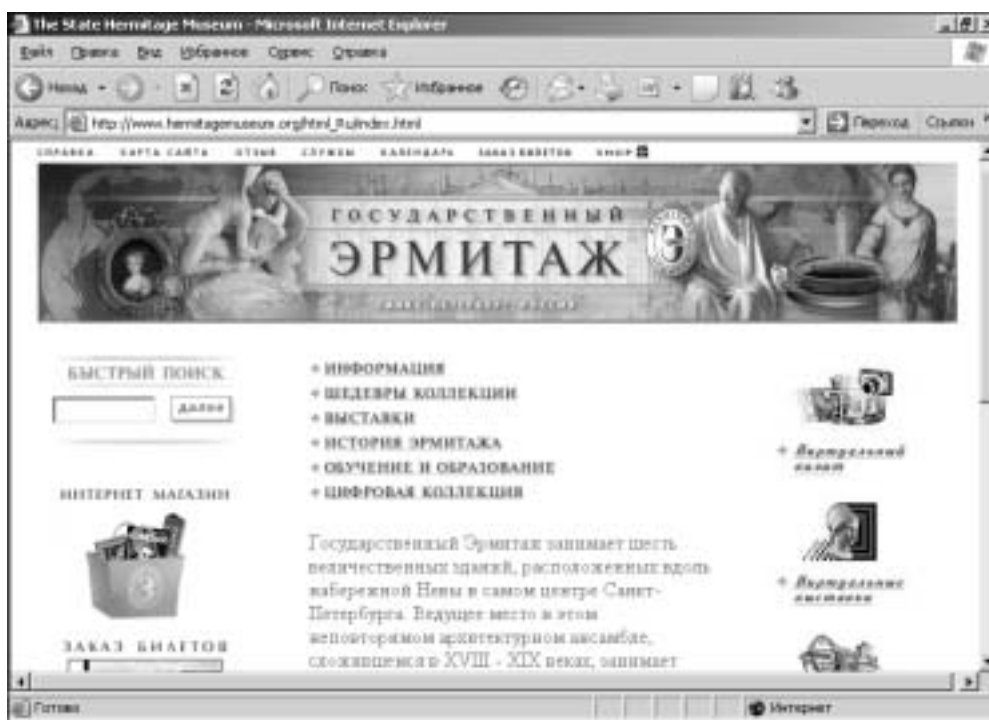 The State Hermitage Museum - Microsoft Internet Explorer
Файл Правка Вид Избранное Сервис Справка
Назад Поиск Избранное
Адрес: http://www.hermitagemuseum.org/html_Ru/index.html Переход Ссылки
СПРАВКА КАРТА САЙТА ОТЗЫВ СЛУЖБЫ КАЛЕНДАРЬ ЗАКАЗ БИЛЕТОВ SHOP
ГОСУДАРСТВЕННЫЙ
ЭРМИТАЖ
БЫСТРЫЙ ПОИСК
далее
ИНФОРМАЦИЯ
ШЕДЕВРЫ КОЛЛЕКЦИИ
ВЫСТАВКИ
ИСТОРИЯ ЭРМИТАЖА
ОБУЧЕНИЕ И ОБРАЗОВАНИЕ
ЦИФРОВАЯ КОЛЛЕКЦИЯ
ИНТЕРНЕТ МАГАЗИН
ЗАКАЗ БИЛЕТОВ
Государственный Эрмитаж занимает шесть
величественных зданий, расположенных вдоль
набережной Невы в самом центре Санкт-
Петербурга. Ведущее место в этом
неповторимом архитектурном ансамбле,
сложившемся в XVIII - XIX веках, занимает
Виртуальный
визит
Виртуальные
выставки
Готово
Интернет